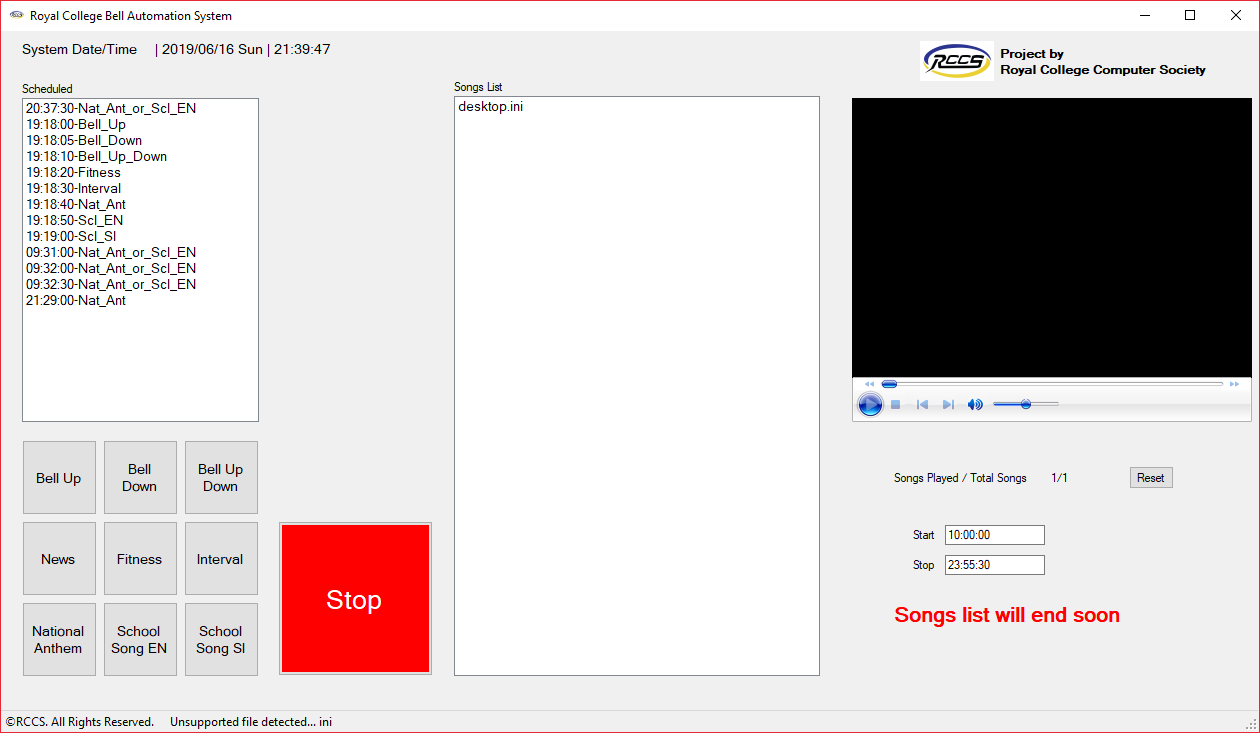 Royal College Bell Automation System
System Date/Time | 2019/06/16 Sun | 21:39:47
RCCS
Project by
Royal College Computer Society
Scheduled
20:37:30-Nat_Ant_or_Scl_EN
19:18:00-Bell_Up
19:18:05-Bell_Down
19:18:10-Bell_Up_Down
19:18:20-Fitness
19:18:30-Interval
19:18:40-Nat_Ant
19:18:50-Scl_EN
19:19:00-Scl_SI
09:31:00-Nat_Ant_or_Scl_EN
09:32:00-Nat_Ant_or_Scl_EN
09:32:30-Nat_Ant_or_Scl_EN
21:29:00-Nat_Ant
Songs List
desktop.ini
Bell Up
Bell
Down
Bell Up
Down
News
Fitness
Interval
National
Anthem
School
Song EN
School
Song SI
Stop
Songs Played / Total Songs 1/1
Reset
Start 10:00:00
Stop 23:55:30
Songs list will end soon
©RCCS. All Rights Reserved. Unsupported file detected... ini